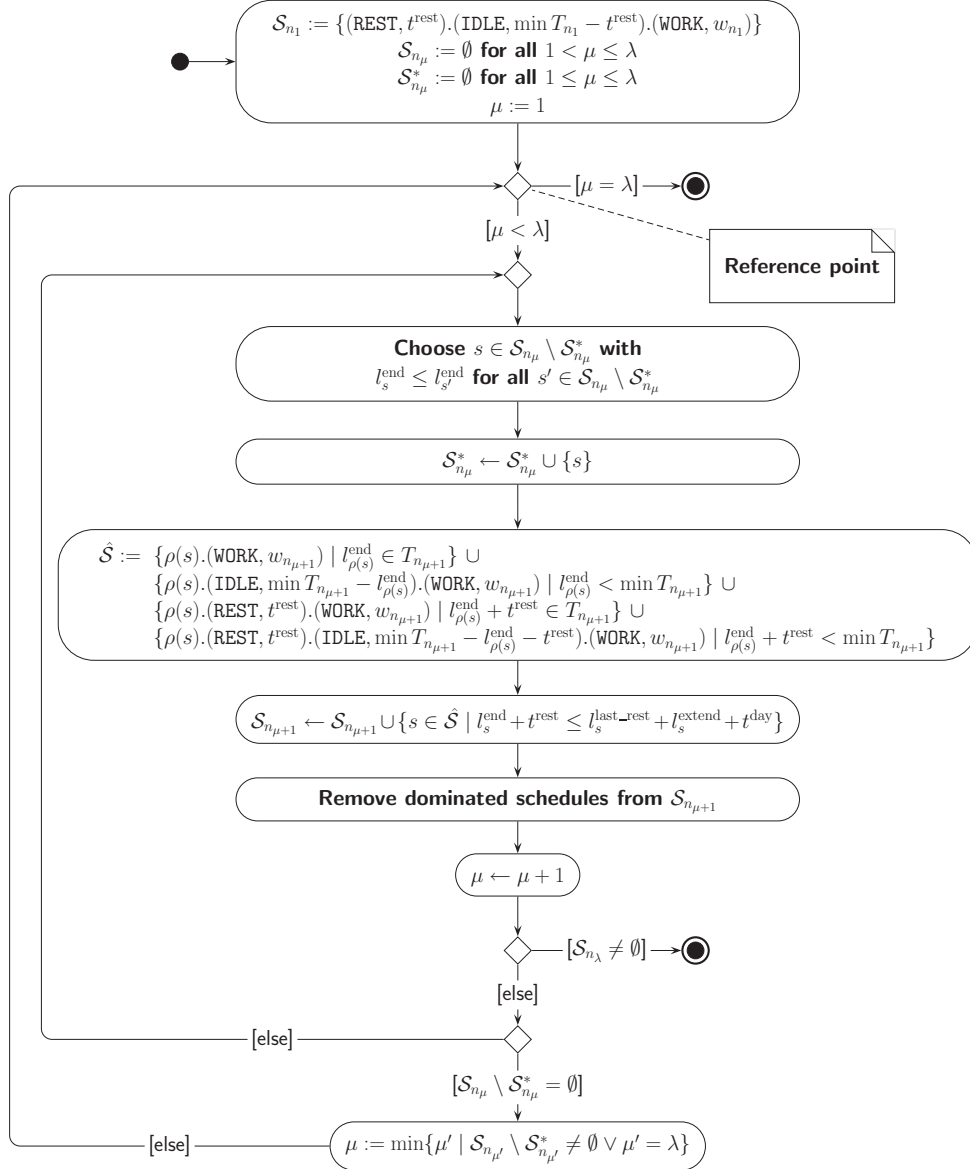 𝒮ₙ₁ := {(REST, t^rest).(IDLE, min T_{n_1} − t^rest).(WORK, w_{n_1})}
𝒮_{n_μ} := ∅ for all 1 < μ ≤ λ
𝒮*_{n_μ} := ∅ for all 1 ≤ μ ≤ λ
μ := 1
[μ = λ]
[μ < λ]
Reference point
Choose s ∈ 𝒮_{n_μ} \ 𝒮*_{n_μ} with
l_s^end ≤ l_{s′}^end for all s′ ∈ 𝒮_{n_μ} \ 𝒮*_{n_μ}
𝒮*_{n_μ} ← 𝒮*_{n_μ} ∪ {s}
𝒮̂ := {ρ(s).(WORK, w_{n_{μ+1}}) | l_{ρ(s)}^end ∈ T_{n_{μ+1}}} ∪
{ρ(s).(IDLE, min T_{n_{μ+1}} − l_{ρ(s)}^end).(WORK, w_{n_{μ+1}}) | l_{ρ(s)}^end < min T_{n_{μ+1}}} ∪
{ρ(s).(REST, t^rest).(WORK, w_{n_{μ+1}}) | l_{ρ(s)}^end + t^rest ∈ T_{n_{μ+1}}} ∪
{ρ(s).(REST, t^rest).(IDLE, min T_{n_{μ+1}} − l_{ρ(s)}^end − t^rest).(WORK, w_{n_{μ+1}}) | l_{ρ(s)}^end + t^rest < min T_{n_{μ+1}}}
𝒮_{n_{μ+1}} ← 𝒮_{n_{μ+1}} ∪ {s ∈ 𝒮̂ | l_s^end + t^rest ≤ l_s^last_rest + l_s^extend + t^day}
Remove dominated schedules from 𝒮_{n_{μ+1}}
μ ← μ + 1
[𝒮_{n_λ} ≠ ∅]
[else]
[else]
[𝒮_{n_μ} \ 𝒮*_{n_μ} = ∅]
[else]
μ := min{μ′ | 𝒮_{n_{μ′}} \ 𝒮*_{n_{μ′}} ≠ ∅ ∨ μ′ = λ}